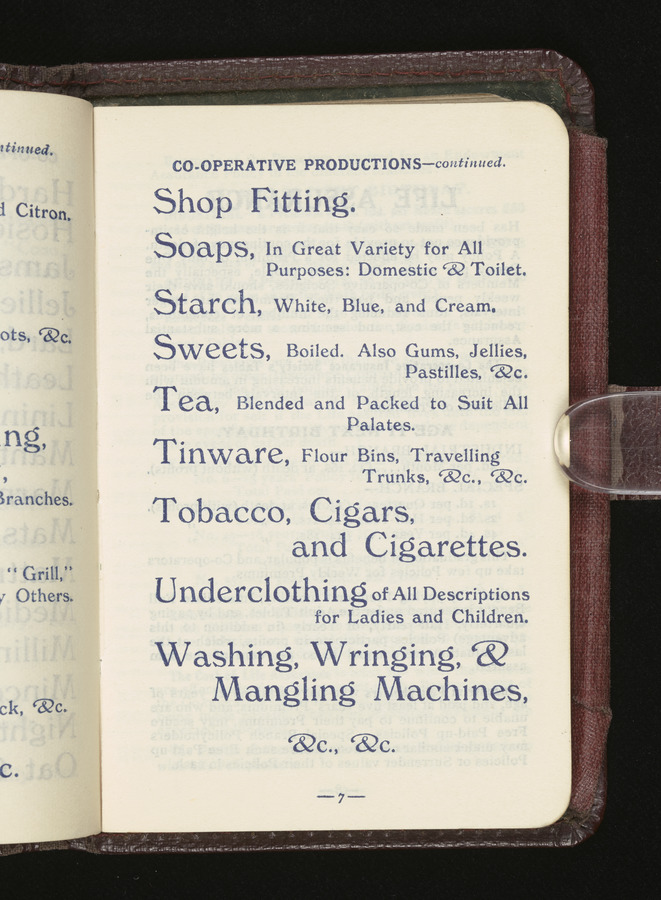 ntinued.
d Citron.
ots, &c.
ng,
,
Branches.
"Grill,"
y Others.
ck, &c.
c.
CO-OPERATIVE PRODUCTIONS—continued.
Shop Fitting.
Soaps, In Great Variety for All
Purposes: Domestic & Toilet.
Starch, White, Blue, and Cream.
Sweets, Boiled. Also Gums, Jellies,
Pastilles, &c.
Tea, Blended and Packed to Suit All
Palates.
Tinware, Flour Bins, Travelling
Trunks, &c., &c.
Tobacco, Cigars,
and Cigarettes.
Underclothing of All Descriptions
for Ladies and Children.
Washing, Wringing, &
Mangling Machines,
&c., &c.
—7—